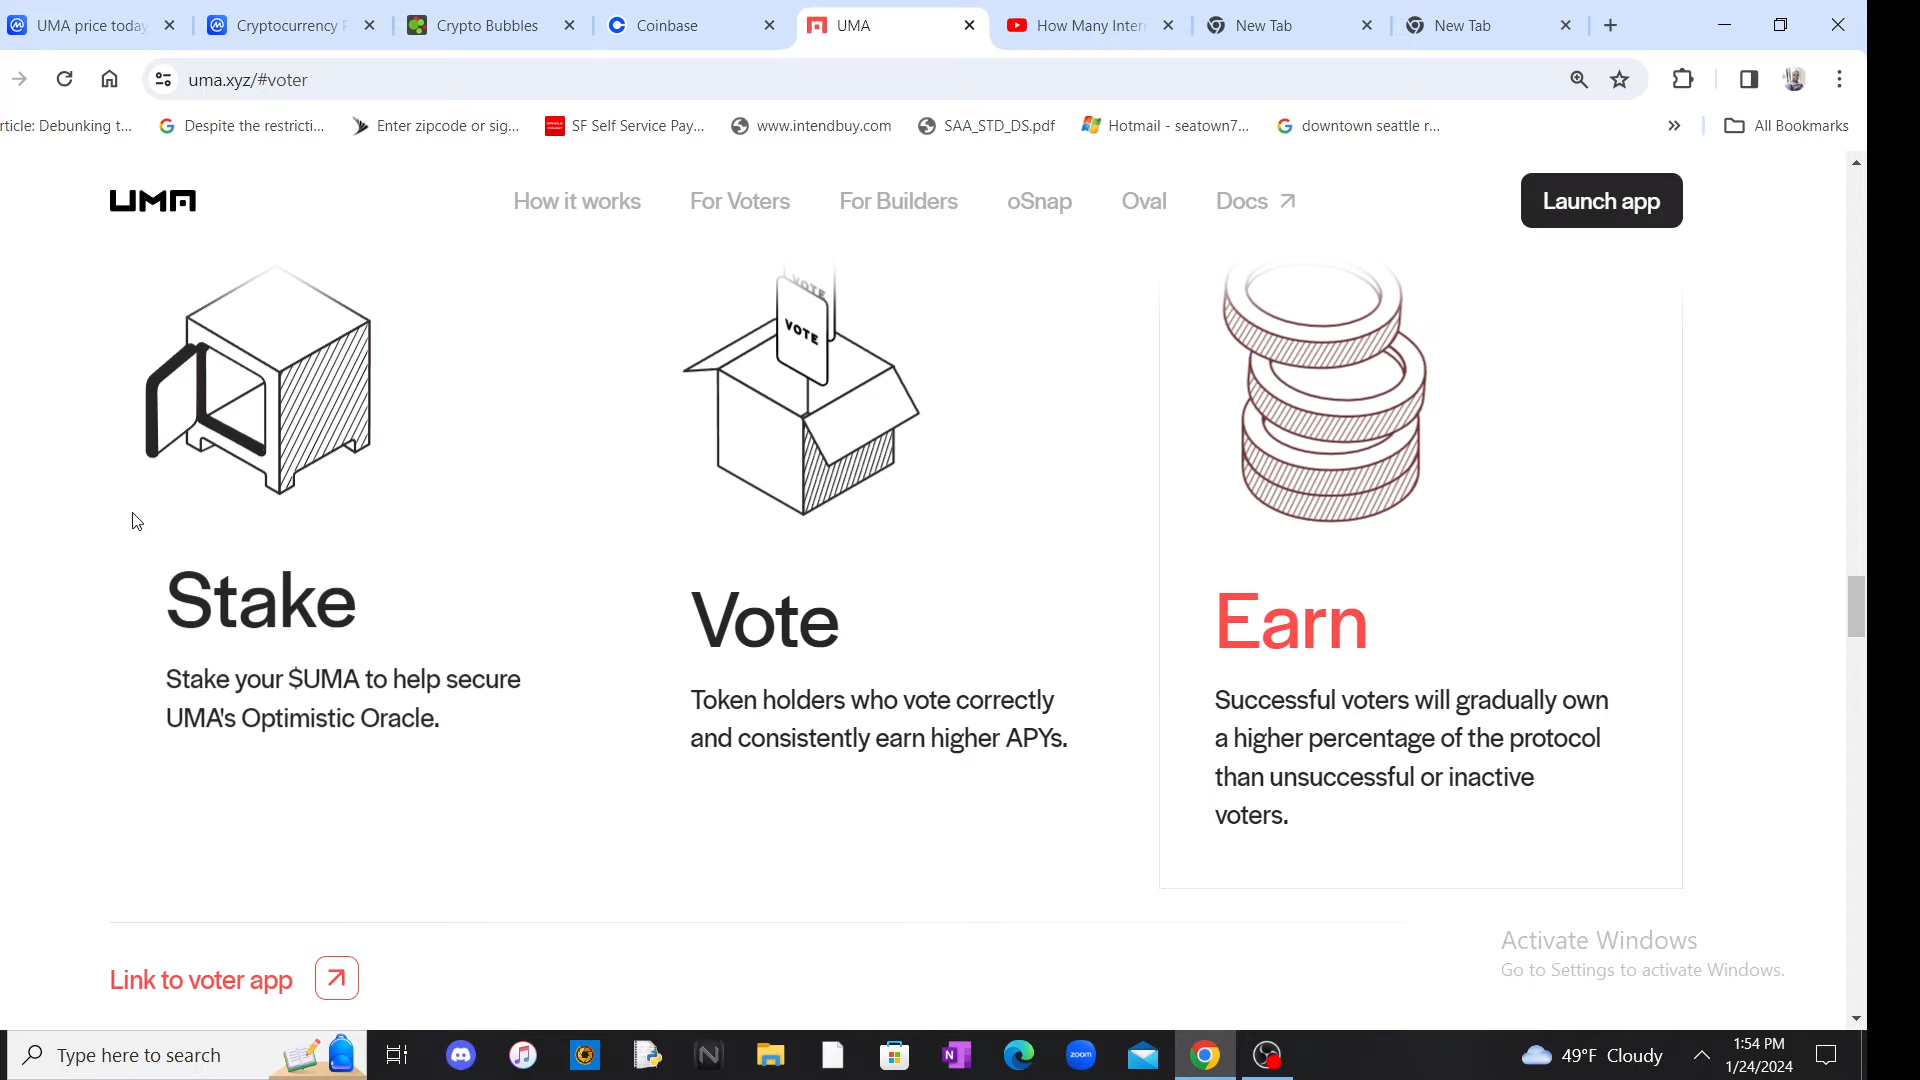 UMA price today
Cryptocurrency
Crypto Bubbles
Coinbase
UMA
How Many Inter
New Tab
New Tab
uma.xyz/#voter
rticle: Debunking t...
Despite the restricti...
Enter zipcode or sig...
SF Self Service Pay...
www.intendbuy.com
SAA_STD_DS.pdf
Hotmail - seatown7...
downtown seattle r...
All Bookmarks
UMA
How it works
For Voters
For Builders
oSnap
Oval
Docs
Launch app
VOTE
VOTE
Stake
Stake your $UMA to help secure
UMA's Optimistic Oracle.
Vote
Token holders who vote correctly
and consistently earn higher APYs.
Earn
Successful voters will gradually own
a higher percentage of the protocol
than unsuccessful or inactive
voters.
Activate Windows
Go to Settings to activate Windows.
Link to voter app
Type here to search
zoom
49°F Cloudy
1:54 PM
1/24/2024